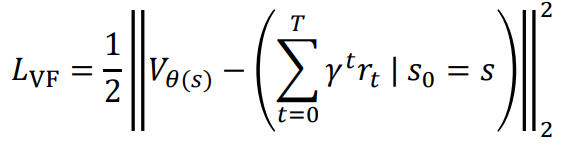 L_VF = 1/2 ‖V_θ(s) − (∑_{t=0}^{T} γ^t r_t | s_0 = s)‖_2^2